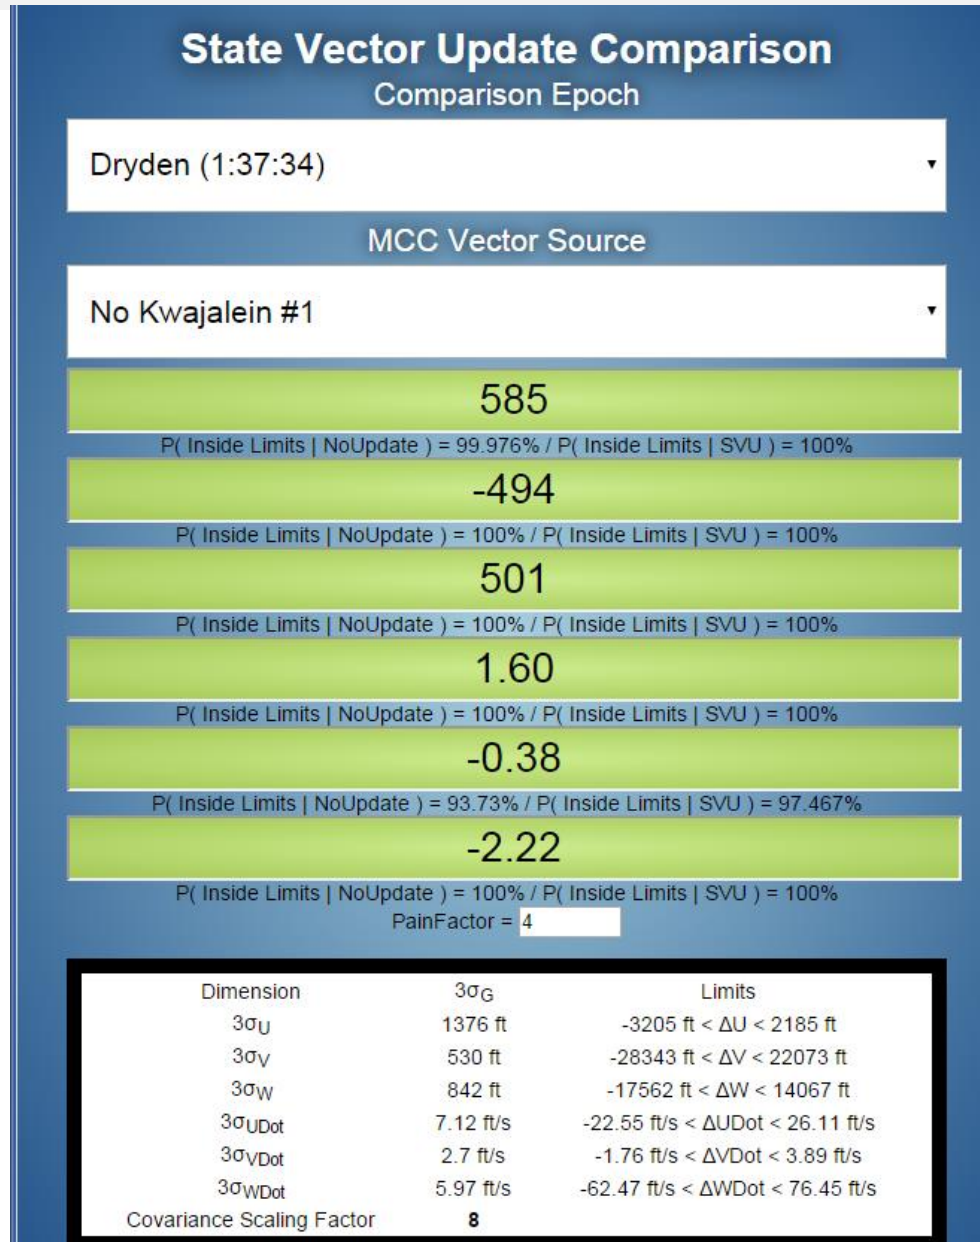 State Vector Update Comparison
Comparison Epoch
Dryden (1:37:34)
MCC Vector Source
No Kwajalein #1
585
P( Inside Limits | NoUpdate ) = 99.976% / P( Inside Limits | SVU ) = 100%
-494
P( Inside Limits | NoUpdate ) = 100% / P( Inside Limits | SVU ) = 100%
501
P( Inside Limits | NoUpdate ) = 100% / P( Inside Limits | SVU ) = 100%
1.60
P( Inside Limits | NoUpdate ) = 100% / P( Inside Limits | SVU ) = 100%
-0.38
P( Inside Limits | NoUpdate ) = 93.73% / P( Inside Limits | SVU ) = 97.467%
-2.22
P( Inside Limits | NoUpdate ) = 100% / P( Inside Limits | SVU ) = 100%
PainFactor = 4
Dimension 3σG Limits
3σU 1376 ft -3205 ft < ΔU < 2185 ft
3σV 530 ft -28343 ft < ΔV < 22073 ft
3σW 842 ft -17562 ft < ΔW < 14067 ft
3σUDot 7.12 ft/s -22.55 ft/s < ΔUDot < 26.11 ft/s
3σVDot 2.7 ft/s -1.76 ft/s < ΔVDot < 3.89 ft/s
3σWDot 5.97 ft/s -62.47 ft/s < ΔWDot < 76.45 ft/s
Covariance Scaling Factor 8